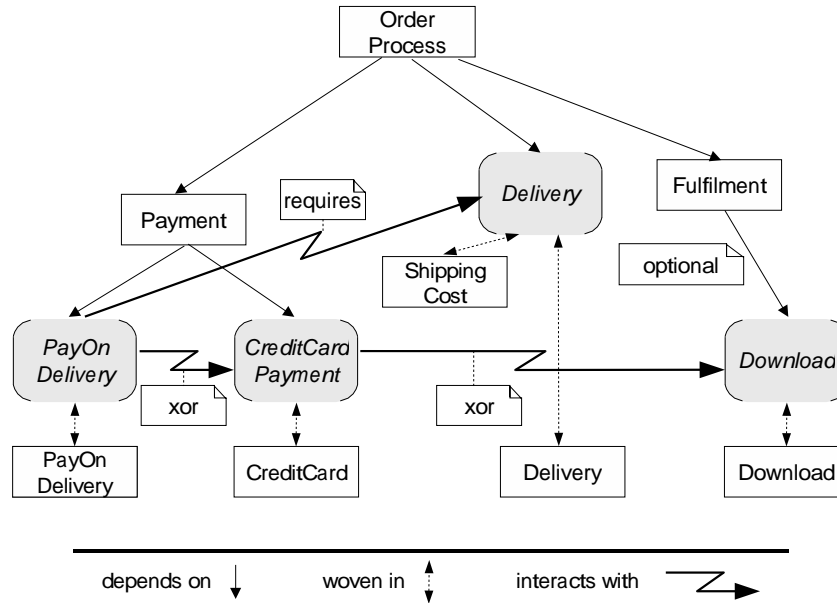 Order
Process
requires
Delivery
Payment
Fulfilment
Shipping
Cost
optional
PayOn
Delivery
CreditCard
Payment
Download
xor
xor
PayOn
Delivery
CreditCard
Delivery
Download
depends on
woven in
interacts with